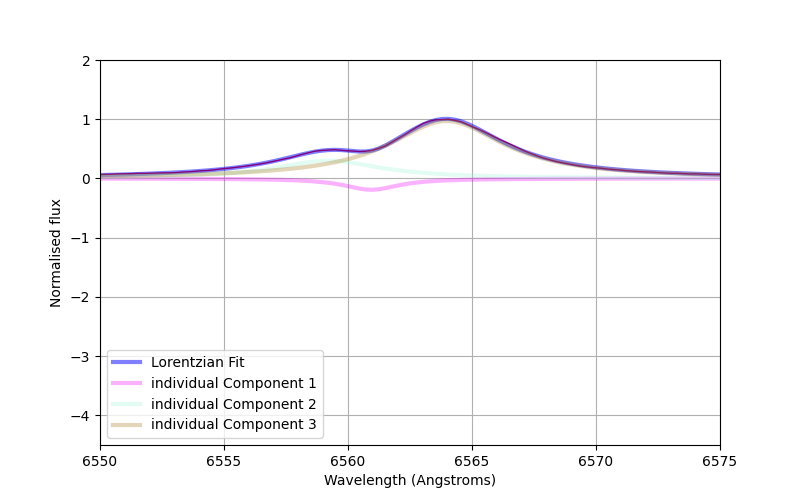 2
1
0
−1
−2
−3
−4
Normalised flux
Lorentzian Fit
individual Component 1
individual Component 2
individual Component 3
6550 6555 6560 6565 6570 6575
Wavelength (Angstroms)